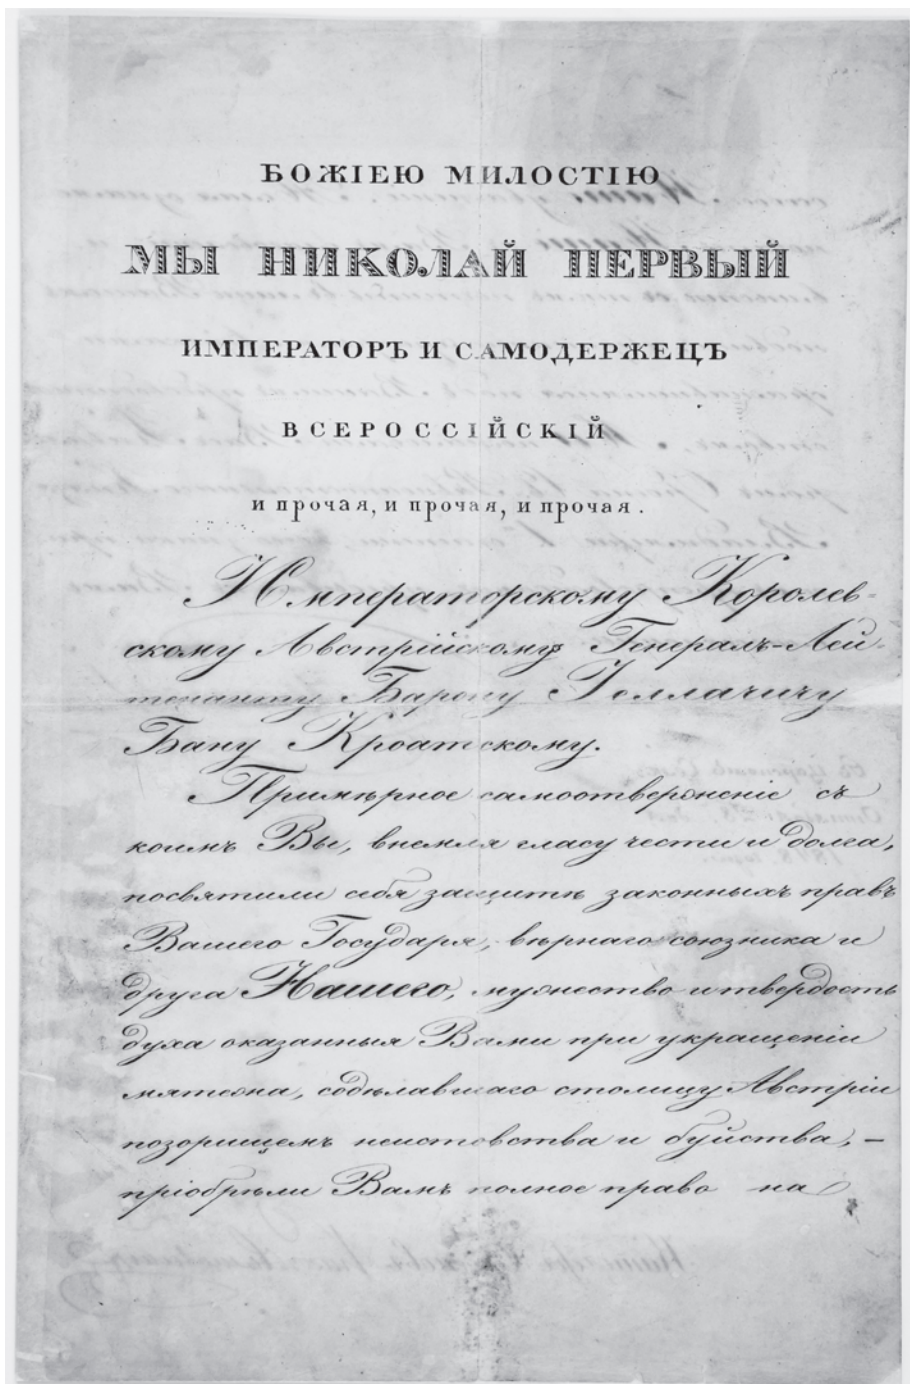 БОЖІЕЮ МИЛОСТІЮ
МЫ НИКОЛАЙ ПЕРВЫЙ
ИМПЕРАТОРЪ И САМОДЕРЖЕЦЪ
ВСЕРОССІЙСКІЙ
и прочая, и прочая, и прочая.
Императорскому Королев-
скому Австрійскому Генералъ-Лей-
тенанту Барону Іеллачичу
Бану Кроатскому.
Примѣрное самоотверженіе съ
коимъ Вы, внемля гласу чести и долга,
посвятили себя защитѣ законныхъ правъ
Вашего Государя, вѣрнаго союзника и
друга Нашего, мужество и твердость
духа оказанныя Вами при укращеніи
мятежа, содѣлавшаго столицу Австріи
позорищемъ неистовства и буйства, –
пріобрѣли Вамъ полное право на